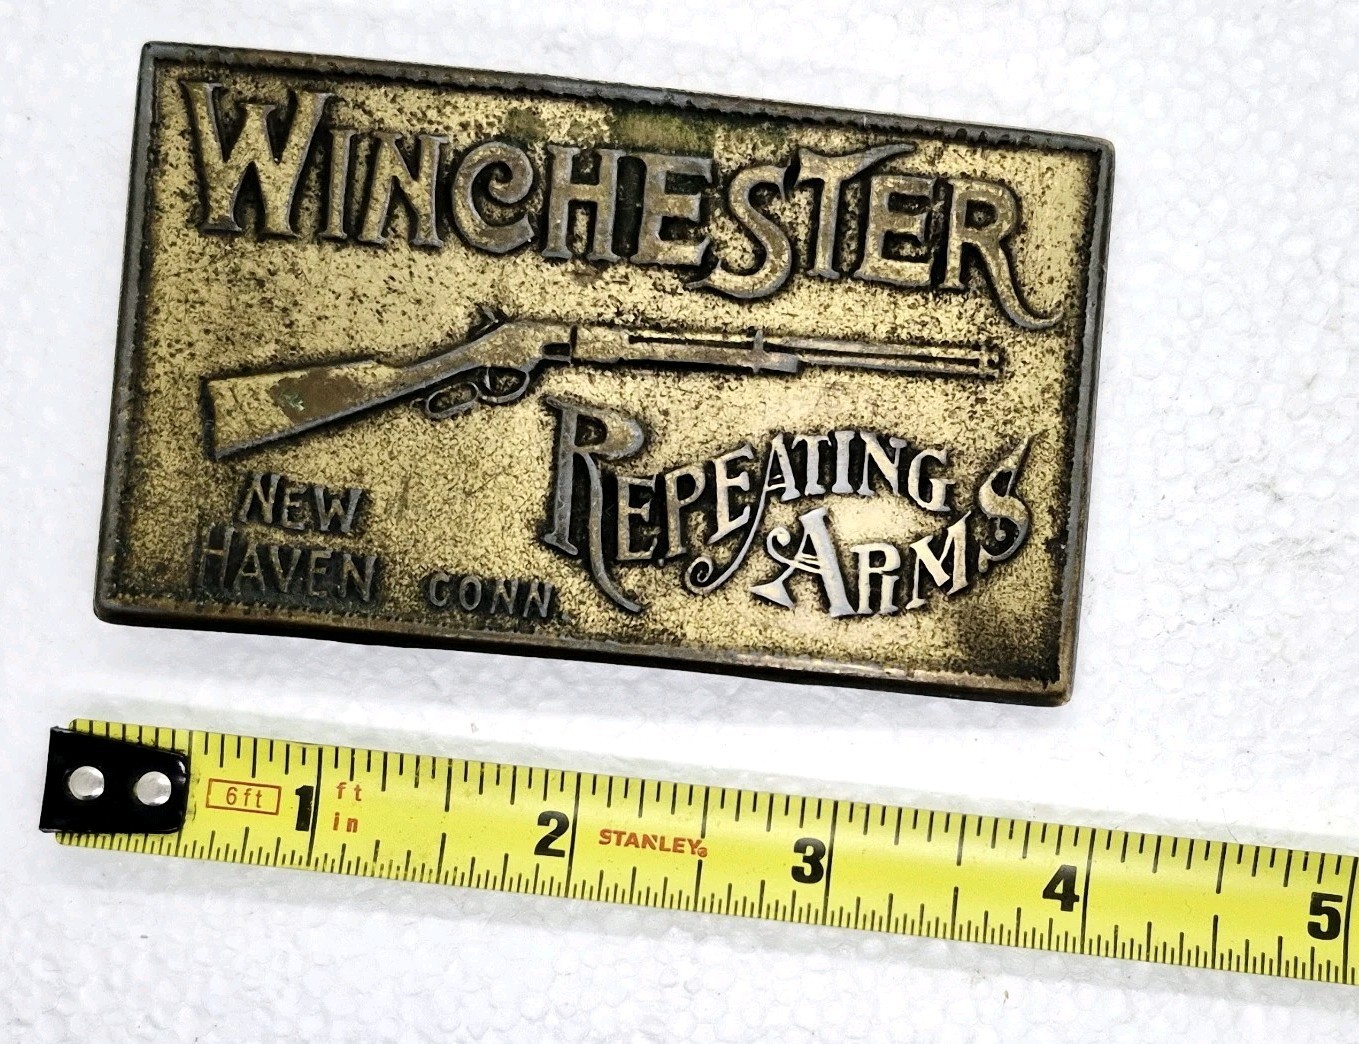 WINCHESTER
REPEATING
ARMS
NEW
HAVEN CONN.
6ft 1 ft in 2 STANLEY® 3 4 5